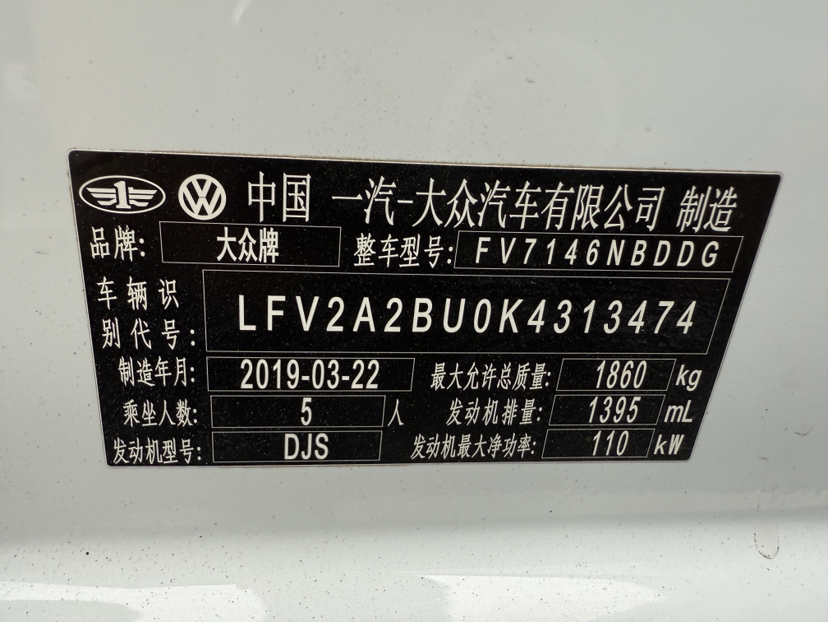 中国 一汽-大众汽车有限公司 制造
品牌: 大众牌 整车型号: FV7146NBDDG
车辆识别代号: LFV2A2BU0K4313474
制造年月: 2019-03-22 最大允许总质量: 1860 kg
乘坐人数: 5 人 发动机排量: 1395 mL
发动机型号: DJS 发动机最大净功率: 110 kW